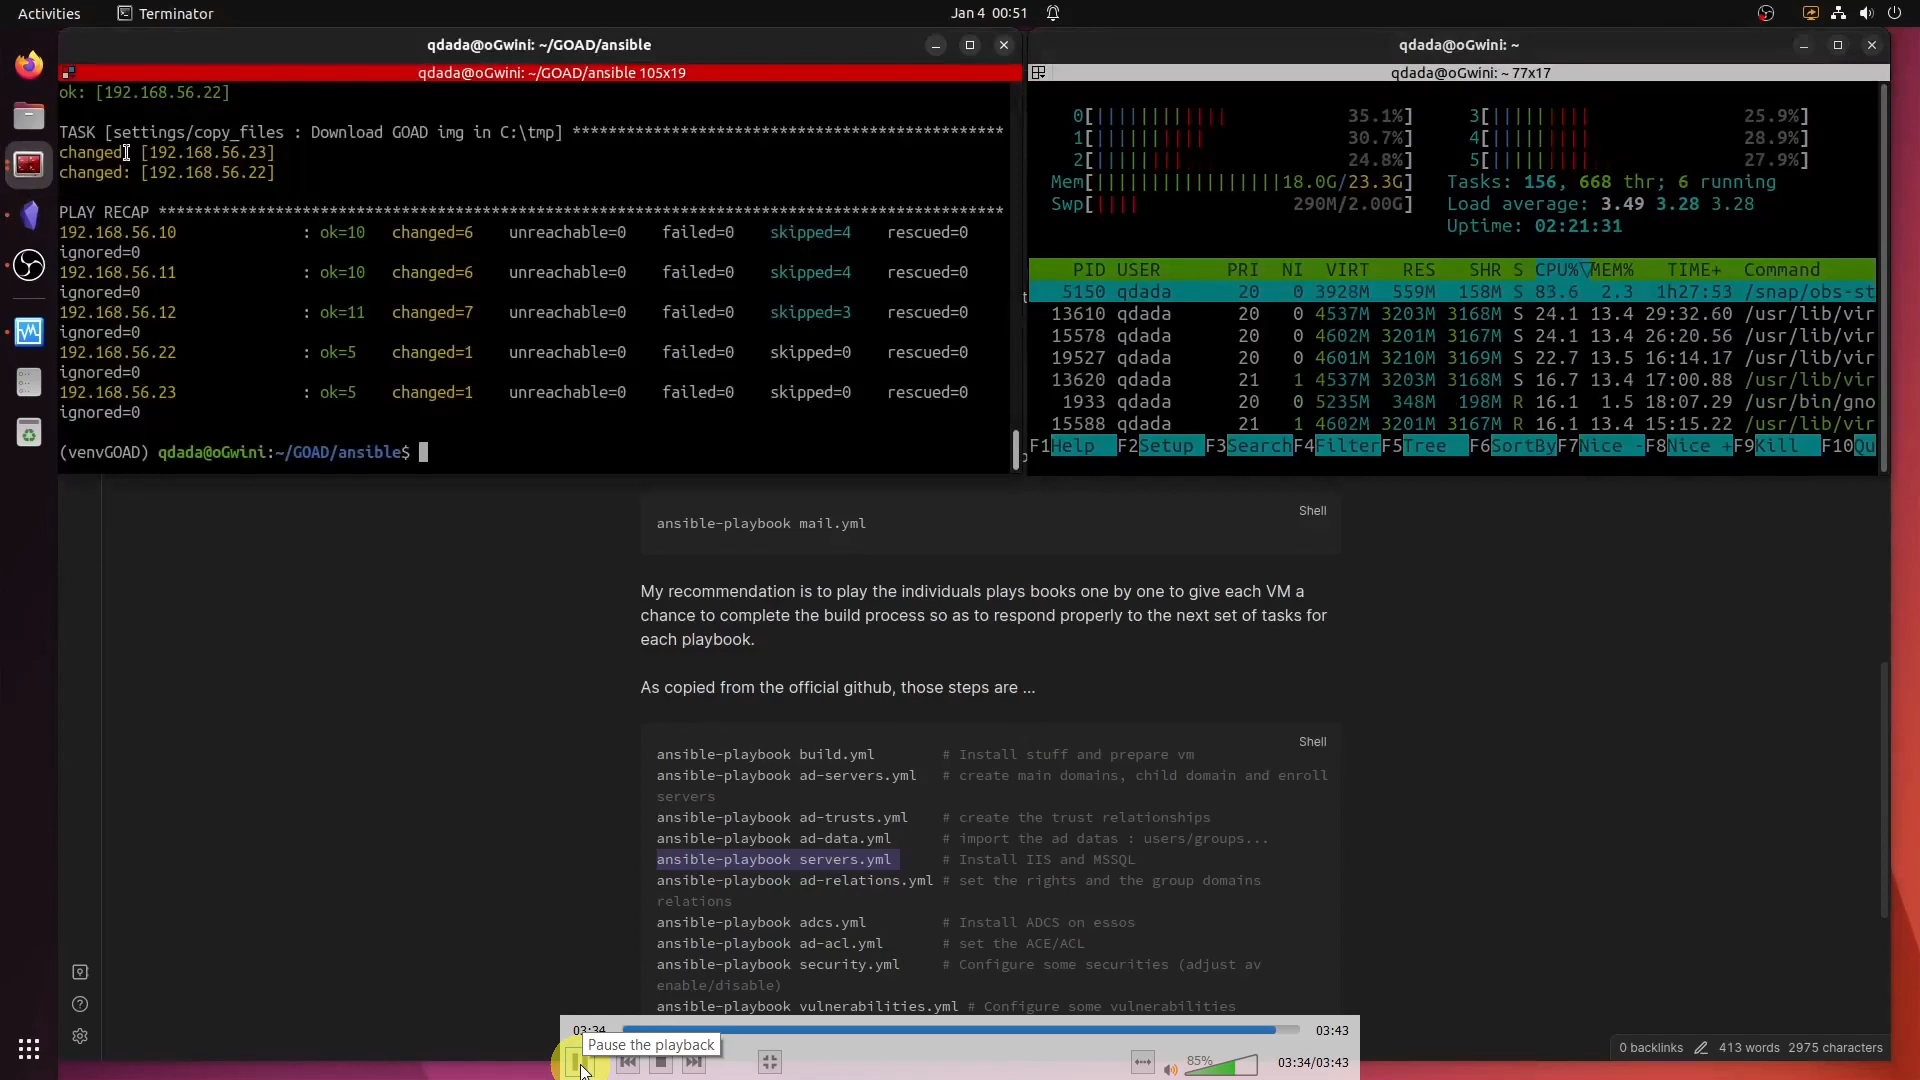 Activities
Terminator
Jan 4 00:51
qdada@oGwini: ~/GOAD/ansible
qdada@oGwini: ~/GOAD/ansible 105x19
ok: [192.168.56.22]
TASK [settings/copy_files : Download GOAD img in C:\tmp] ******************************************************
changed: [192.168.56.23]
changed: [192.168.56.22]
PLAY RECAP *****************************************************************************************************
192.168.56.10 : ok=10 changed=6 unreachable=0 failed=0 skipped=4 rescued=0
ignored=0
192.168.56.11 : ok=10 changed=6 unreachable=0 failed=0 skipped=4 rescued=0
ignored=0
192.168.56.12 : ok=11 changed=7 unreachable=0 failed=0 skipped=3 rescued=0
ignored=0
192.168.56.22 : ok=5 changed=1 unreachable=0 failed=0 skipped=0 rescued=0
ignored=0
192.168.56.23 : ok=5 changed=1 unreachable=0 failed=0 skipped=0 rescued=0
ignored=0
(venvGOAD) qdada@oGwini:~/GOAD/ansible$
qdada@oGwini: ~
qdada@oGwini: ~ 77x17
0[||||||||||||| 35.1%] 3[|||||||||| 25.9%]
1[||||||||||| 30.7%] 4[|||||||||| 28.9%]
2[||||||||| 24.8%] 5[|||||||||| 27.9%]
Mem[|||||||||||||||||18.0G/23.3G] Tasks: 156, 668 thr; 6 running
Swp[|||| 290M/2.00G] Load average: 3.49 3.28 3.28
Uptime: 02:21:31
PID USER PRI NI VIRT RES SHR S CPU%▽MEM% TIME+ Command
5150 qdada 20 0 3928M 559M 158M S 83.6 2.3 1h27:53 /snap/obs-st
13610 qdada 20 0 4537M 3203M 3168M S 24.1 13.4 29:32.60 /usr/lib/vir
15578 qdada 20 0 4602M 3201M 3167M S 24.1 13.4 26:20.56 /usr/lib/vir
19527 qdada 20 0 4601M 3210M 3169M S 22.7 13.5 16:14.17 /usr/lib/vir
13620 qdada 21 1 4537M 3203M 3168M S 16.7 13.4 17:00.88 /usr/lib/vir
1933 qdada 20 0 5235M 348M 198M R 16.1 1.5 18:07.29 /usr/bin/gno
15588 qdada 21 1 4602M 3201M 3167M R 16.1 13.4 15:15.22 /usr/lib/vir
F1Help F2Setup F3SearchF4FilterF5Tree F6SortByF7Nice -F8Nice +F9Kill F10Qu
Shell
ansible-playbook mail.yml
My recommendation is to play the individuals plays books one by one to give each VM a
chance to complete the build process so as to respond properly to the next set of tasks for
each playbook.
As copied from the official github, those steps are ...
Shell
ansible-playbook build.yml # Install stuff and prepare vm
ansible-playbook ad-servers.yml # create main domains, child domain and enroll
servers
ansible-playbook ad-trusts.yml # create the trust relationships
ansible-playbook ad-data.yml # import the ad datas : users/groups...
ansible-playbook servers.yml # Install IIS and MSSQL
ansible-playbook ad-relations.yml # set the rights and the group domains
relations
ansible-playbook adcs.yml # Install ADCS on essos
ansible-playbook ad-acl.yml # set the ACE/ACL
ansible-playbook security.yml # Configure some securities (adjust av
enable/disable)
ansible-playbook vulnerabilities.yml # Configure some vulnerabilities
03:34 03:43
Pause the playback
85%
03:34/03:43
0 backlinks 413 words 2975 characters